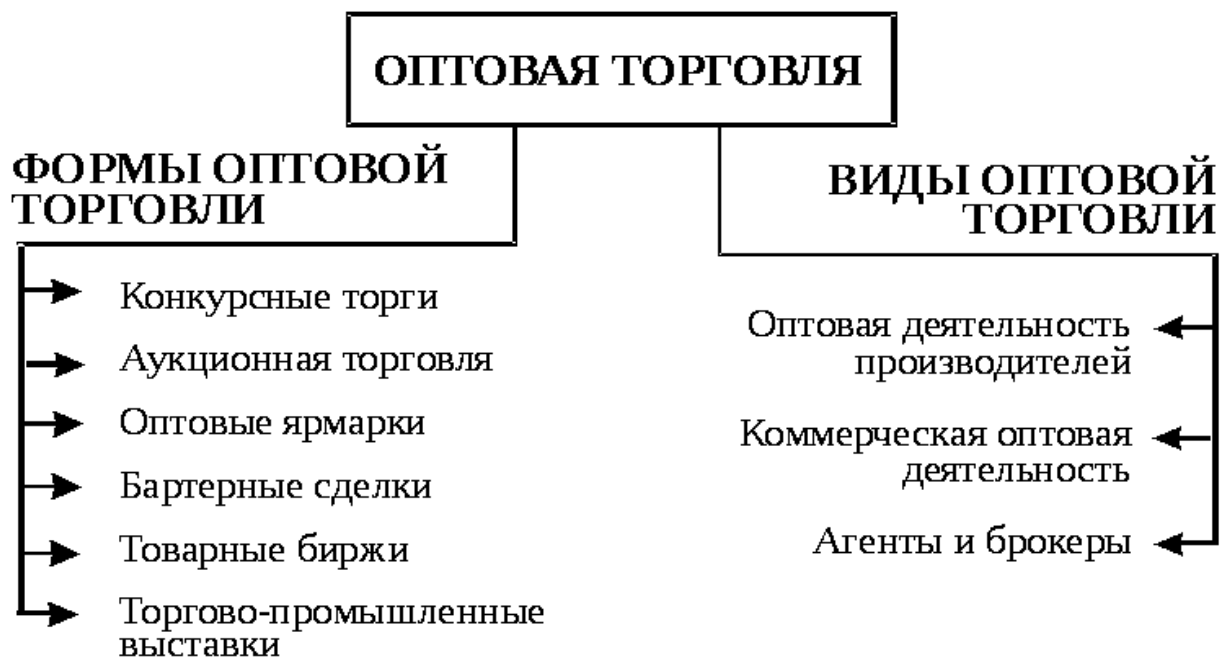 ОПТОВАЯ ТОРГОВЛЯ
ФОРМЫ ОПТОВОЙ
ТОРГОВЛИ
Конкурсные торги
Аукционная торговля
Оптовые ярмарки
Бартерные сделки
Товарные биржи
Торгово-промышленные
выставки
ВИДЫ ОПТОВОЙ
ТОРГОВЛИ
Оптовая деятельность
производителей
Коммерческая оптовая
деятельность
Агенты и брокеры